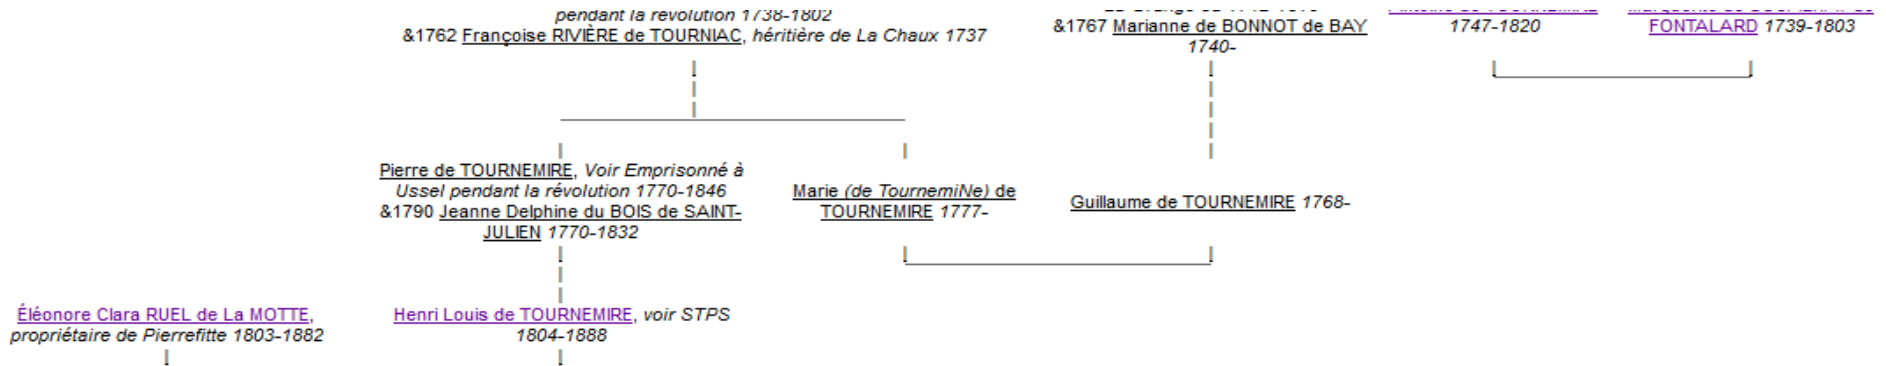 pendant la révolution 1738-1802
&1762 Françoise RIVIÈRE de TOURNIAC, héritière de La Chaux 1737
&1767 Marianne de BONNOT de BAY
1740-
Antoine de TOURNEMIRE
1747-1820
FONTALARD 1739-1803
Pierre de TOURNEMIRE, Voir Emprisonné à
Ussel pendant la révolution 1770-1846
&1790 Jeanne Delphine du BOIS de SAINT-
JULIEN 1770-1832
Marie (de TournemiNe) de
TOURNEMIRE 1777-
Guillaume de TOURNEMIRE 1768-
Éléonore Clara RUEL de La MOTTE,
propriétaire de Pierrefitte 1803-1882
Henri Louis de TOURNEMIRE, voir STPS
1804-1888